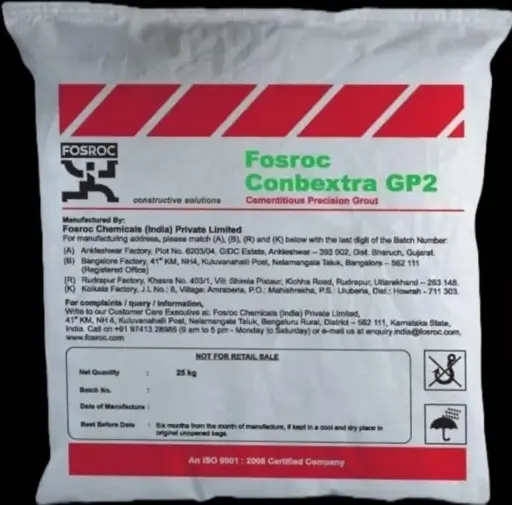 FOSROC
Fosroc
Conbextra GP2
constructive solutions
Cementitious Precision Grout
Manufactured By:
Fosroc Chemicals (India) Private Limited
For manufacturing address, please match (A), (B), (R) and (K) below with the last digit of the Batch Number:
(A) Ankleshwar Factory, Plot No. 6203/04, GIDC Estate, Ankleshwar – 393 002, Dist. Bharuch, Gujarat.
(B) Bangalore Factory, 41st KM, NH4, Kuluvanahalli Post, Nelamangala Taluk, Bangalore – 562 111
(Registered Office)
(R) Rudrapur Factory, Khasra No. 403/1, Vill: Shimla Pistaur, Kichha Road, Rudrapur, Uttarakhand – 263 148.
(K) Kolkata Factory, J.L No.: 8, Village: Amraberia, P.O.: Mahishrekha, P.S.: Uluberia, Dist.: Howrah - 711 303.
For complaints / query / Information,
Write to our Customer Care Executive at: Fosroc Chemicals (India) Private Limited,
41st KM, NH 4, Kuluvanahalli Post, Nelamangala Taluk, Bengaluru Rural, District – 562 111, Karnataka State,
India. Call on +91 97413 28985 (9 am to 5 pm - Monday to Saturday) or e-mail us at enquiry.india@fosroc.com,
www.fosroc.com
NOT FOR RETAIL SALE
Net Quantity : 25 kg
Batch No. :
Date of Manufacture :
Best Before Date : Six months from the month of manufacture, if kept in a cool and dry place in
original unopened bags.
An ISO 9001 : 2008 Certified Company